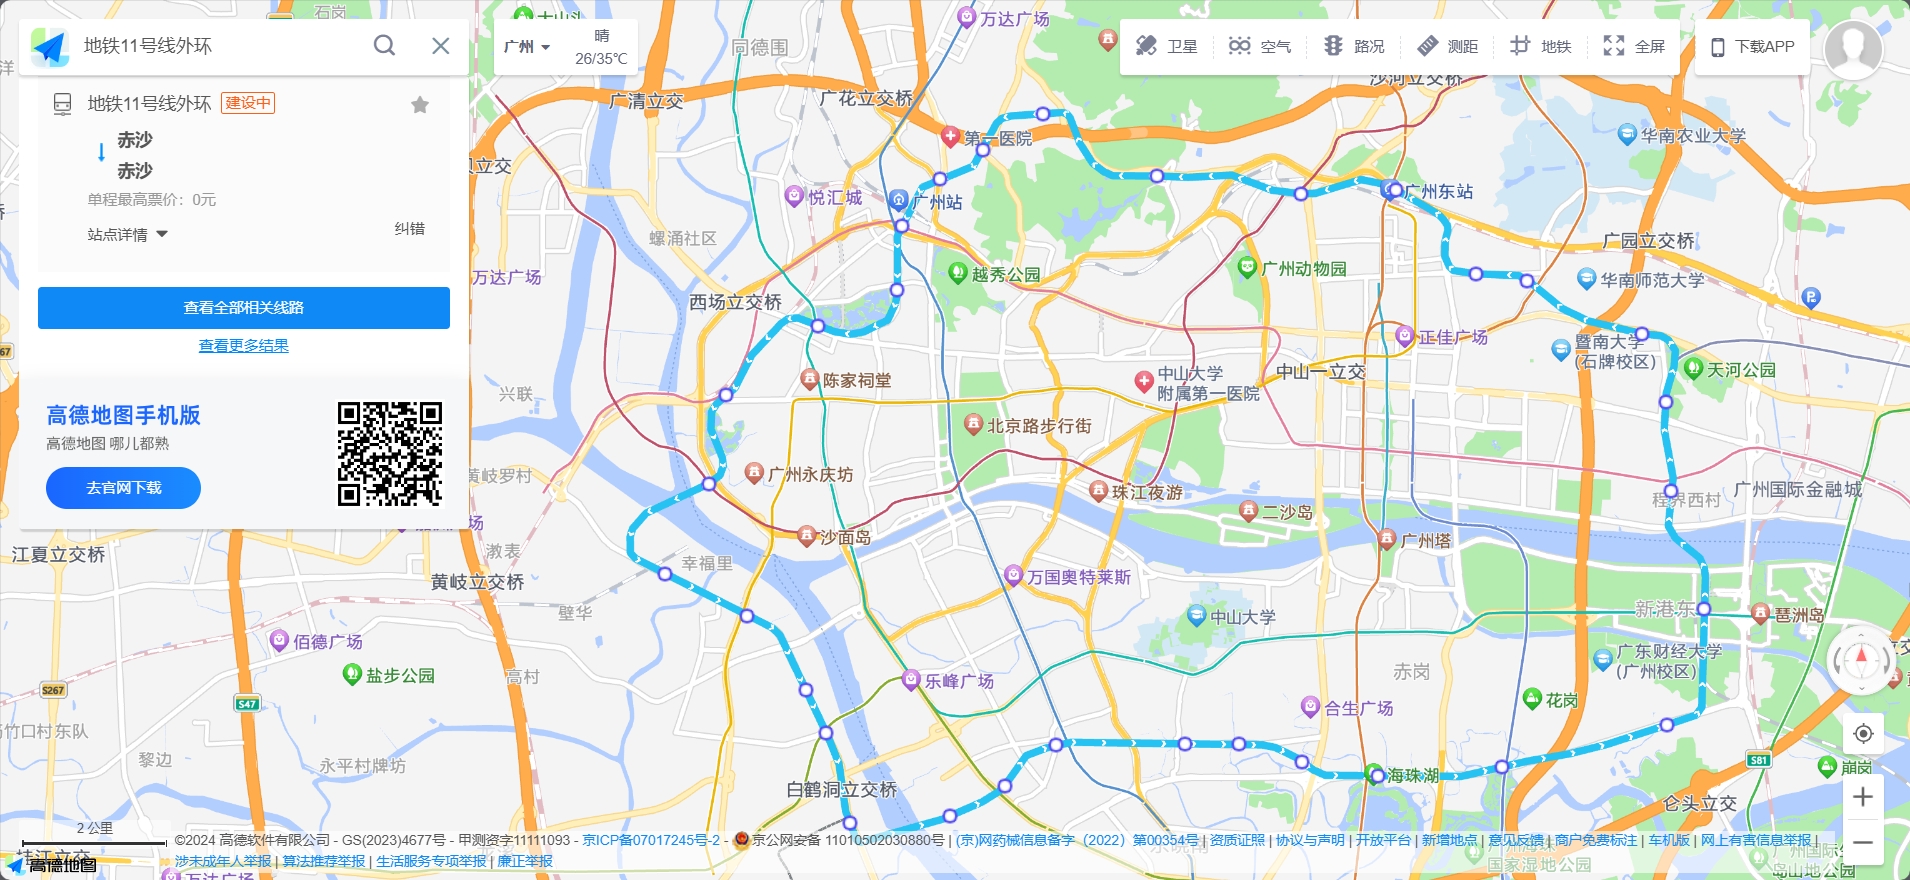 地铁11号线外环
地铁11号线外环 建设中
赤沙
赤沙
单程最高票价：0元
站点详情
纠错
查看全部相关线路
查看更多结果
高德地图手机版
高德地图 哪儿都熟
去官网下载
广州
晴
26/35℃
卫星
空气
路况
测距
地铁
全屏
下载APP
石岗
大山头
万达广场
同德围
沙河立交桥
广清立交
广花立交桥
第一医院
华南农业大学
悦汇城
广州站
广州东站
螺涌社区
广园立交桥
万达广场
越秀公园
广州动物园
华南师范大学
西场立交桥
正佳广场
暨南大学
(石牌校区)
天河公园
陈家祠堂
中山大学
附属第一医院
中山一立交
兴联
北京路步行街
黄岐罗村
广州永庆坊
珠江夜游
程界西村
广州国际金融城
二沙岛
沙面岛
广州塔
江夏立交桥
漖表
幸福里
黄岐立交桥
万国奥特莱斯
壁华
中山大学
新港东
琶洲岛
佰德广场
盐步公园
高村
乐峰广场
赤岗
广东财经大学
(广州校区)
花岗
合生广场
S267
S47
竹口村东队
黎边
永平村牌坊
白鹤洞立交桥
海珠湖
S81
崩岗
仑头立交
国家湿地公园
岛山地公园
万达广场
2 公里
高德地图
©2024 高德软件有限公司 - GS(2023)4677号 - 甲测资字11111093 - 京ICP备07017245号-2 - 京公网安备 11010502030880号 | (京)网药械信息备字（2022）第00354号 | 资质证照 | 协议与声明 | 开放平台 | 新增地点 | 意见反馈 | 商户免费标注 | 车机版 | 网上有害信息举报 |
涉未成年人举报 | 算法推荐举报 | 生活服务专项举报 | 廉正举报